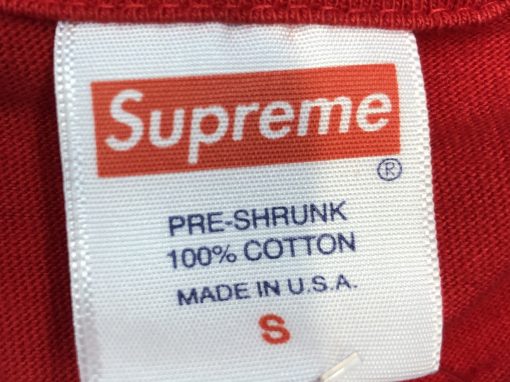 Supreme
®
PRE-SHRUNK
100% COTTON
MADE IN U.S.A.
S